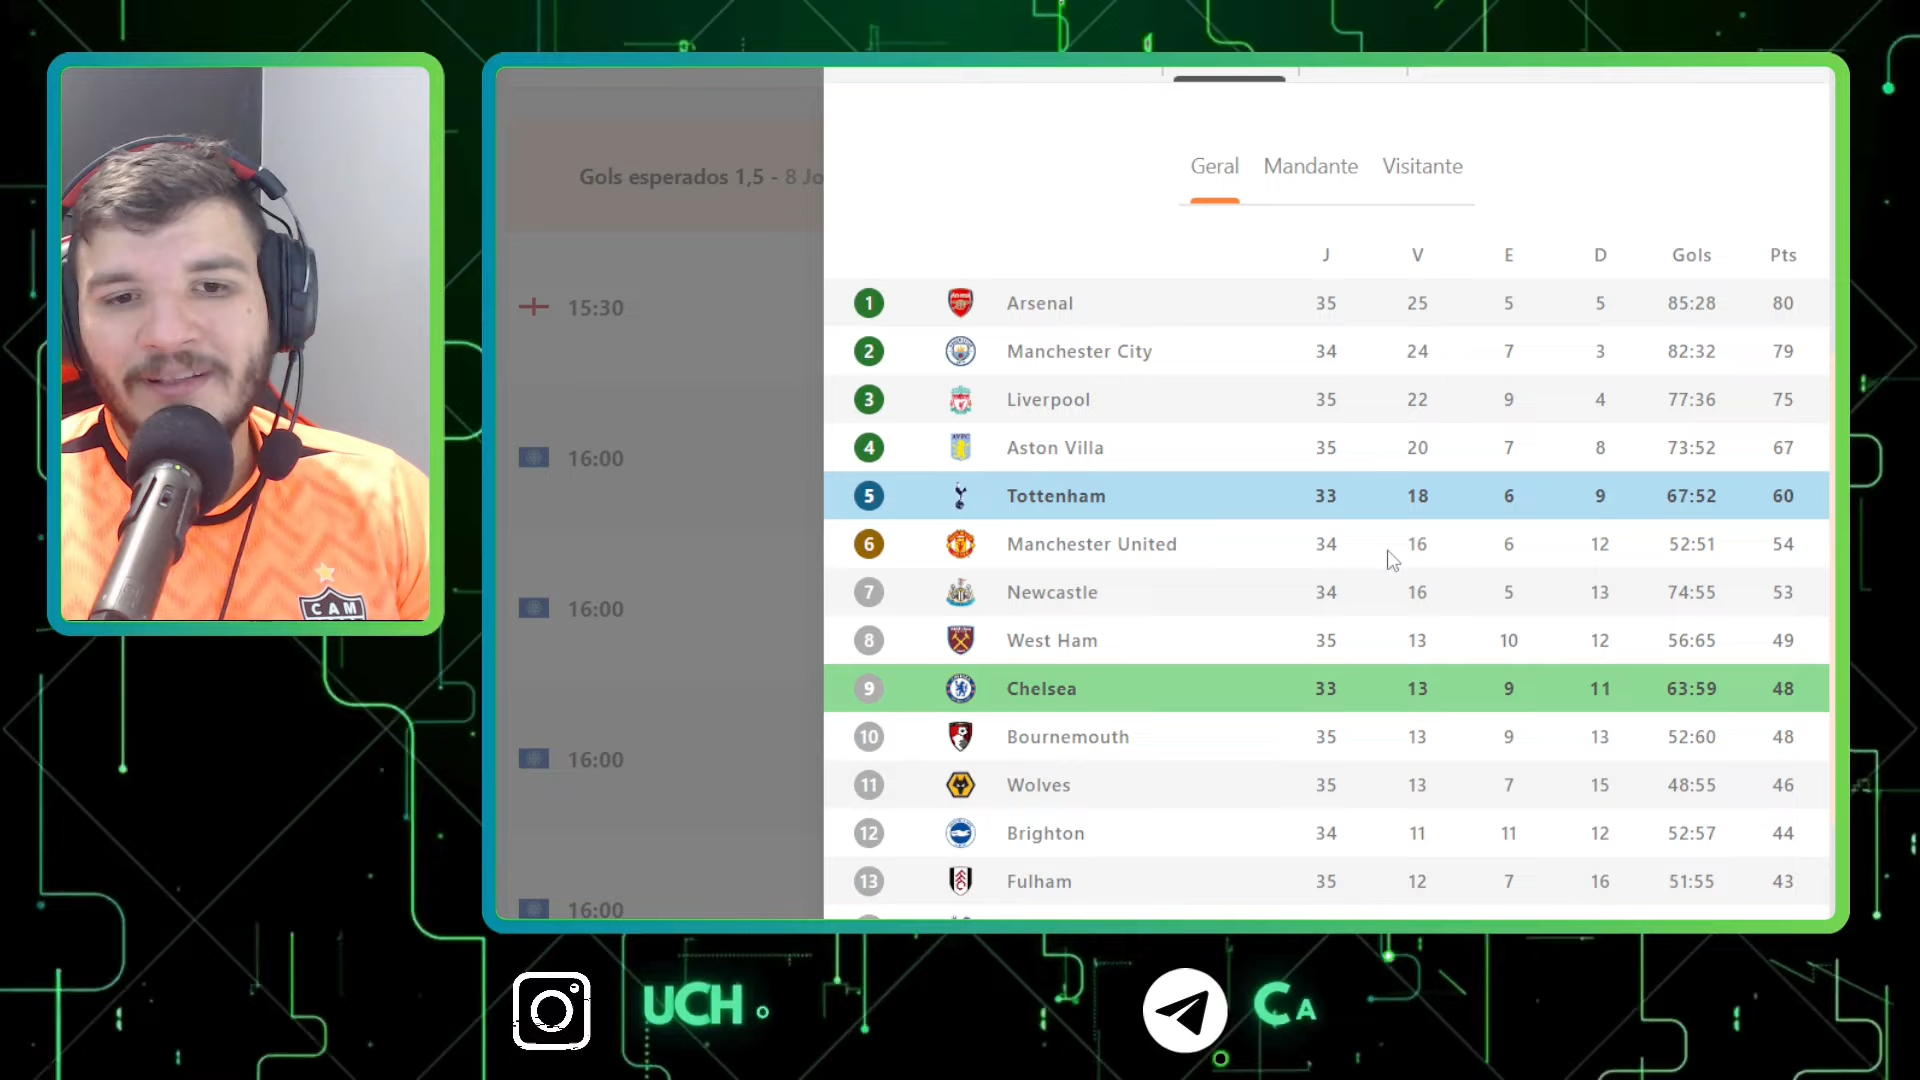 Gols esperados 1,5 - 8 Jo
15:30
16:00
16:00
16:00
16:00
Geral Mandante Visitante
J V E D Gols Pts
1 Arsenal 35 25 5 5 85:28 80
2 Manchester City 34 24 7 3 82:32 79
3 Liverpool 35 22 9 4 77:36 75
4 Aston Villa 35 20 7 8 73:52 67
5 Tottenham 33 18 6 9 67:52 60
6 Manchester United 34 16 6 12 52:51 54
7 Newcastle 34 16 5 13 74:55 53
8 West Ham 35 13 10 12 56:65 49
9 Chelsea 33 13 9 11 63:59 48
10 Bournemouth 35 13 9 13 52:60 48
11 Wolves 35 13 7 15 48:55 46
12 Brighton 34 11 11 12 52:57 44
13 Fulham 35 12 7 16 51:55 43
CAM
UCH
CA